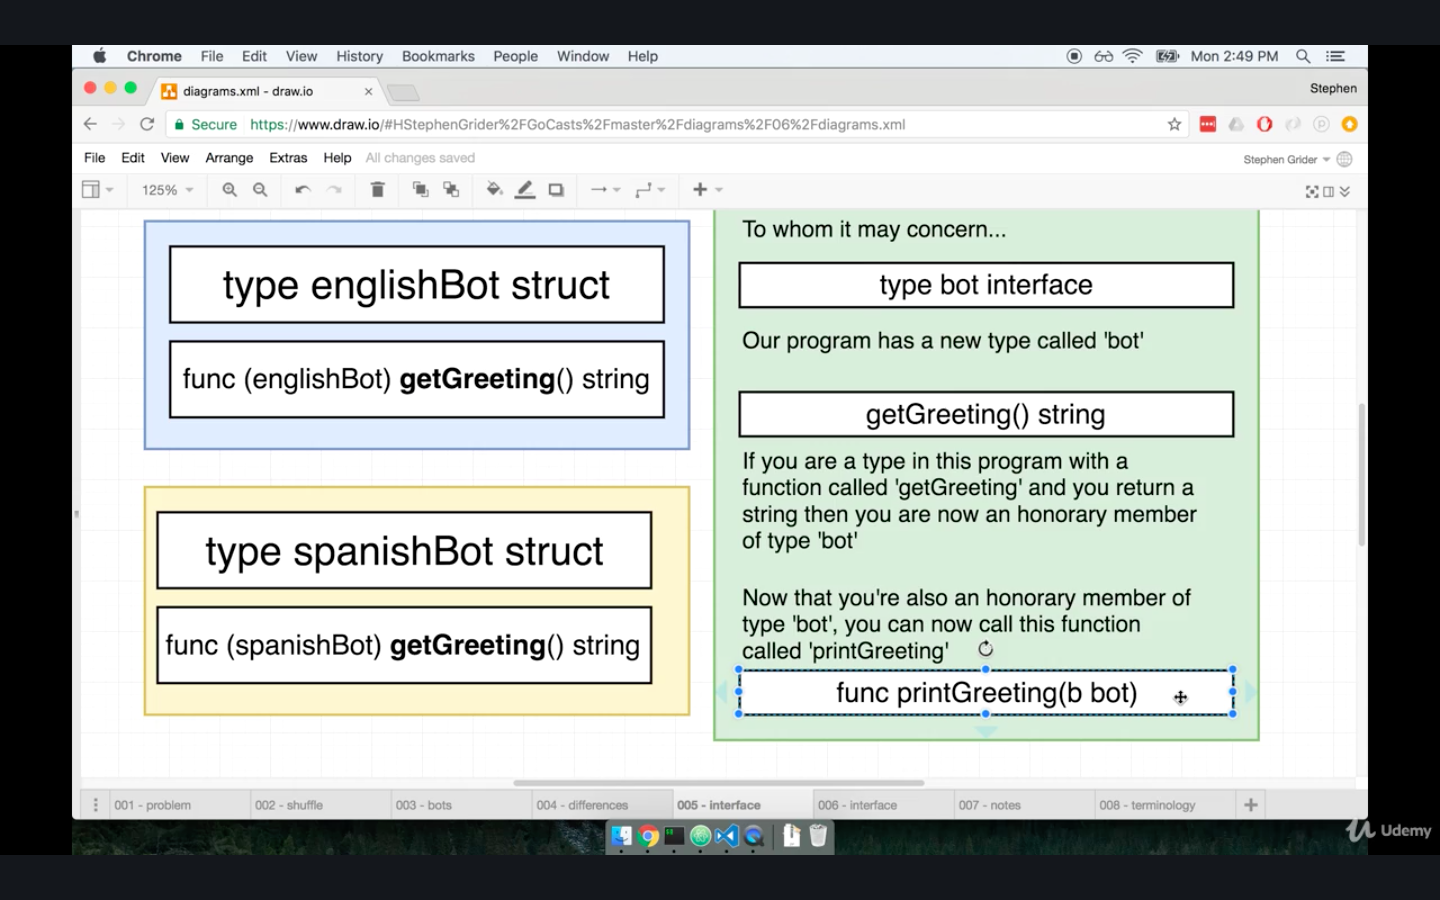 Chrome File Edit View History Bookmarks People Window Help Mon 2:49 PM
diagrams.xml - draw.io Stephen
Secure https://www.draw.io/#HStephenGrider%2FGoCasts%2Fmaster%2Fdiagrams%2F06%2Fdiagrams.xml
File Edit View Arrange Extras Help All changes saved Stephen Grider
125%
type englishBot struct
func (englishBot) getGreeting() string
type spanishBot struct
func (spanishBot) getGreeting() string
To whom it may concern...
type bot interface
Our program has a new type called 'bot'
getGreeting() string
If you are a type in this program with a
function called 'getGreeting' and you return a
string then you are now an honorary member
of type 'bot'
Now that you're also an honorary member of
type 'bot', you can now call this function
called 'printGreeting'
func printGreeting(b bot)
001 - problem 002 - shuffle 003 - bots 004 - differences 005 - interface 006 - interface 007 - notes 008 - terminology
Udemy